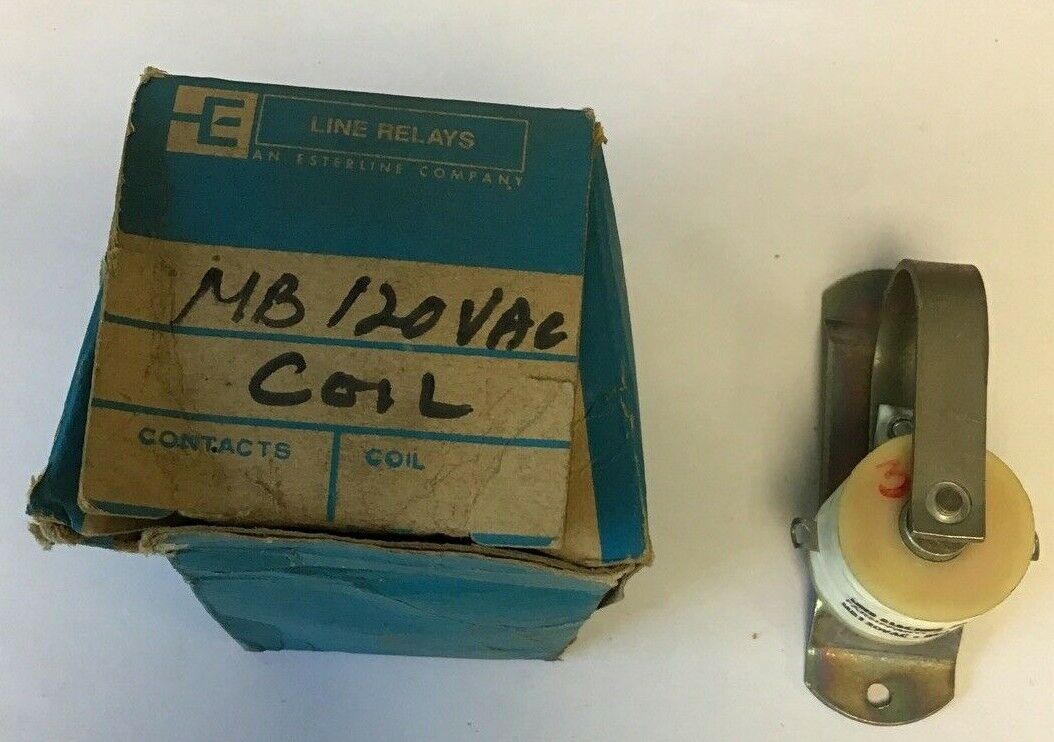 E
LINE RELAYS
AN ESTERLINE COMPANY
MB 120 VAC
COIL
CONTACTS
COIL
3